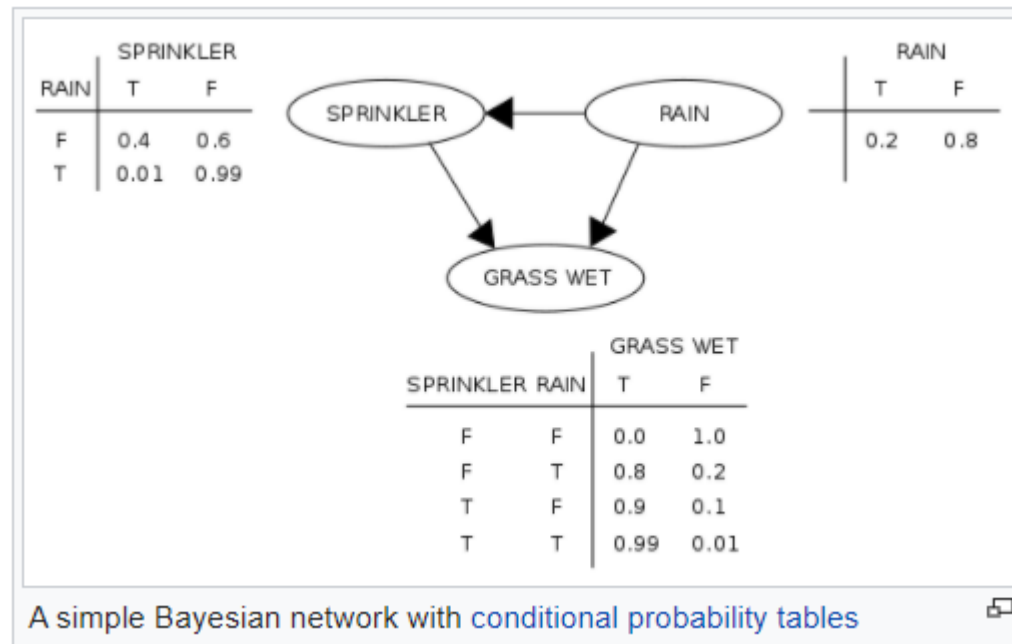 SPRINKLER
RAIN T F
F 0.4 0.6
T 0.01 0.99
SPRINKLER
RAIN
RAIN
T F
0.2 0.8
GRASS WET
GRASS WET
SPRINKLER RAIN T F
F F 0.0 1.0
F T 0.8 0.2
T F 0.9 0.1
T T 0.99 0.01
A simple Bayesian network with conditional probability tables